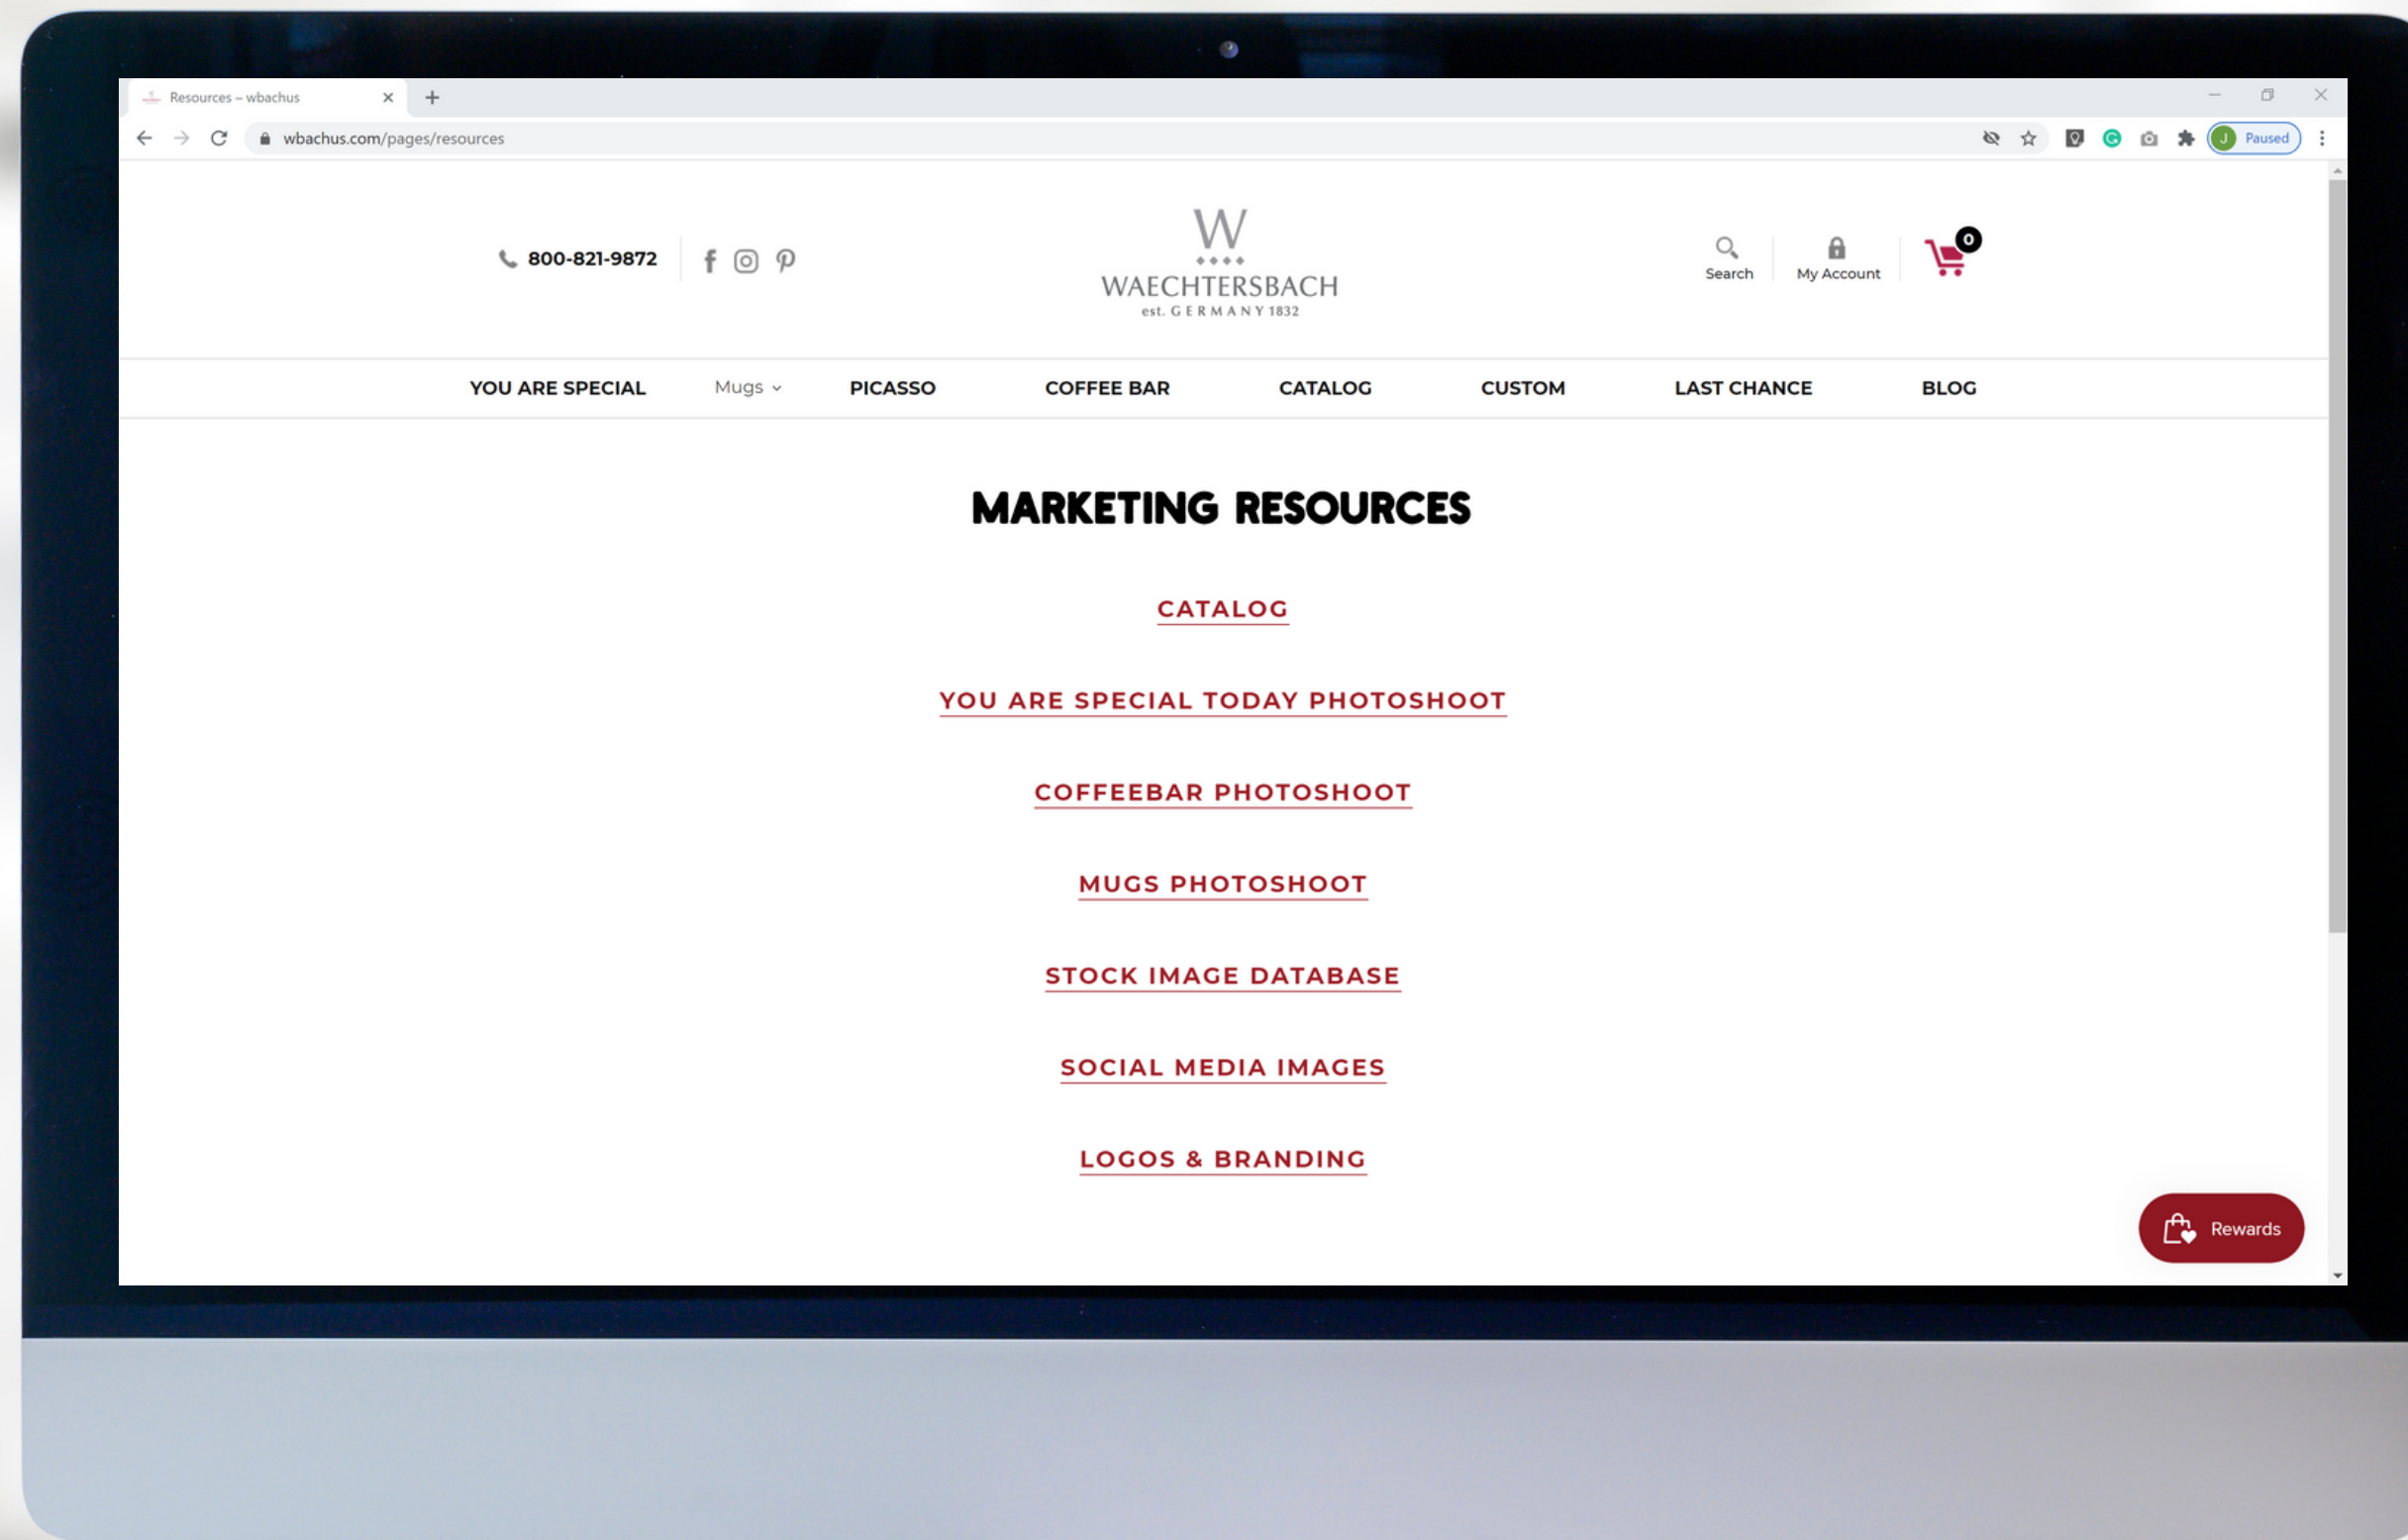 Resources – wbachus
wbachus.com/pages/resources
J Paused
800-821-9872
W
WAECHTERSBACH
est. GERMANY 1832
Search
My Account
0
YOU ARE SPECIAL Mugs PICASSO COFFEE BAR CATALOG CUSTOM LAST CHANCE BLOG
MARKETING RESOURCES
CATALOG
YOU ARE SPECIAL TODAY PHOTOSHOOT
COFFEEBAR PHOTOSHOOT
MUGS PHOTOSHOOT
STOCK IMAGE DATABASE
SOCIAL MEDIA IMAGES
LOGOS & BRANDING
Rewards